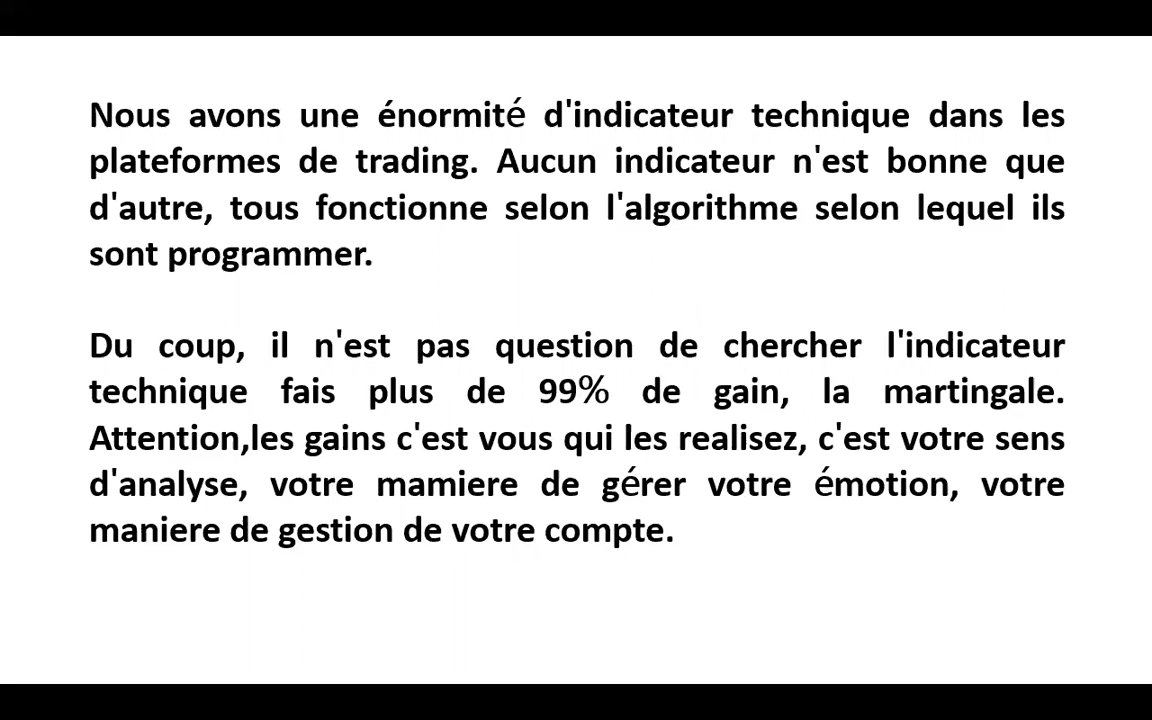 Nous avons une énormité d'indicateur technique dans les
plateformes de trading. Aucun indicateur n'est bonne que
d'autre, tous fonctionne selon l'algorithme selon lequel ils
sont programmer.
Du coup, il n'est pas question de chercher l'indicateur
technique fais plus de 99% de gain, la martingale.
Attention,les gains c'est vous qui les realisez, c'est votre sens
d'analyse, votre mamiere de gérer votre émotion, votre
maniere de gestion de votre compte.